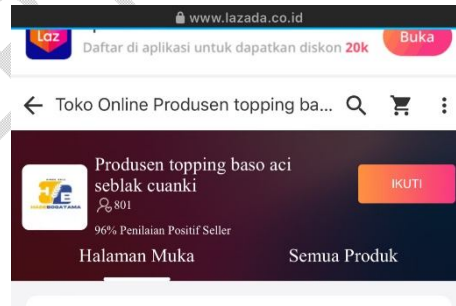 www.lazada.co.id
Laz
Daftar di aplikasi untuk dapatkan diskon 20k
Buka
Toko Online Produsen topping ba...
Produsen topping baso aci
seblak cuanki
IKUTI
801
96% Penilaian Positif Seller
Halaman Muka
Semua Produk